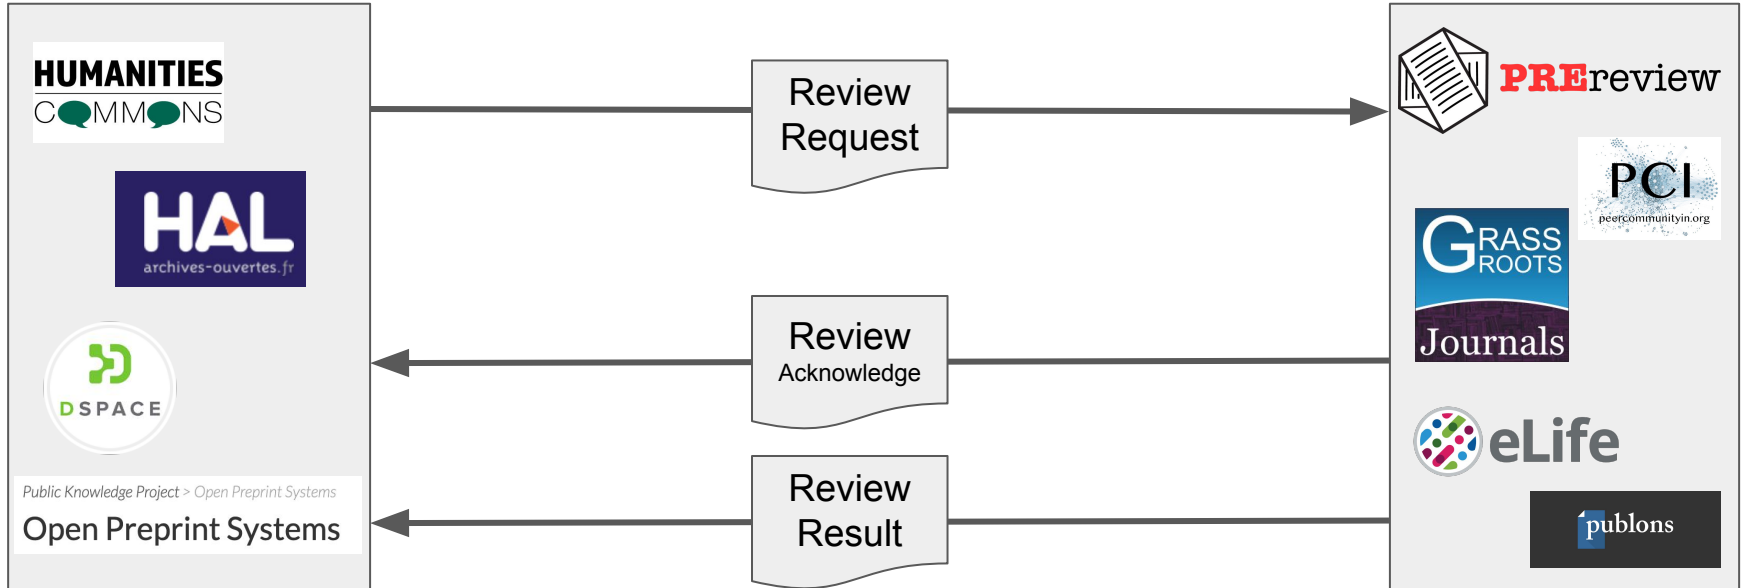 HUMANITIES
COMMONS
HAL
archives-ouvertes.fr
DSPACE
Public Knowledge Project > Open Preprint Systems
Open Preprint Systems
Review
Request
Review
Acknowledge
Review
Result
PREreview
PCI
peercommunityin.org
GRASS
ROOTS
Journals
eLife
publons